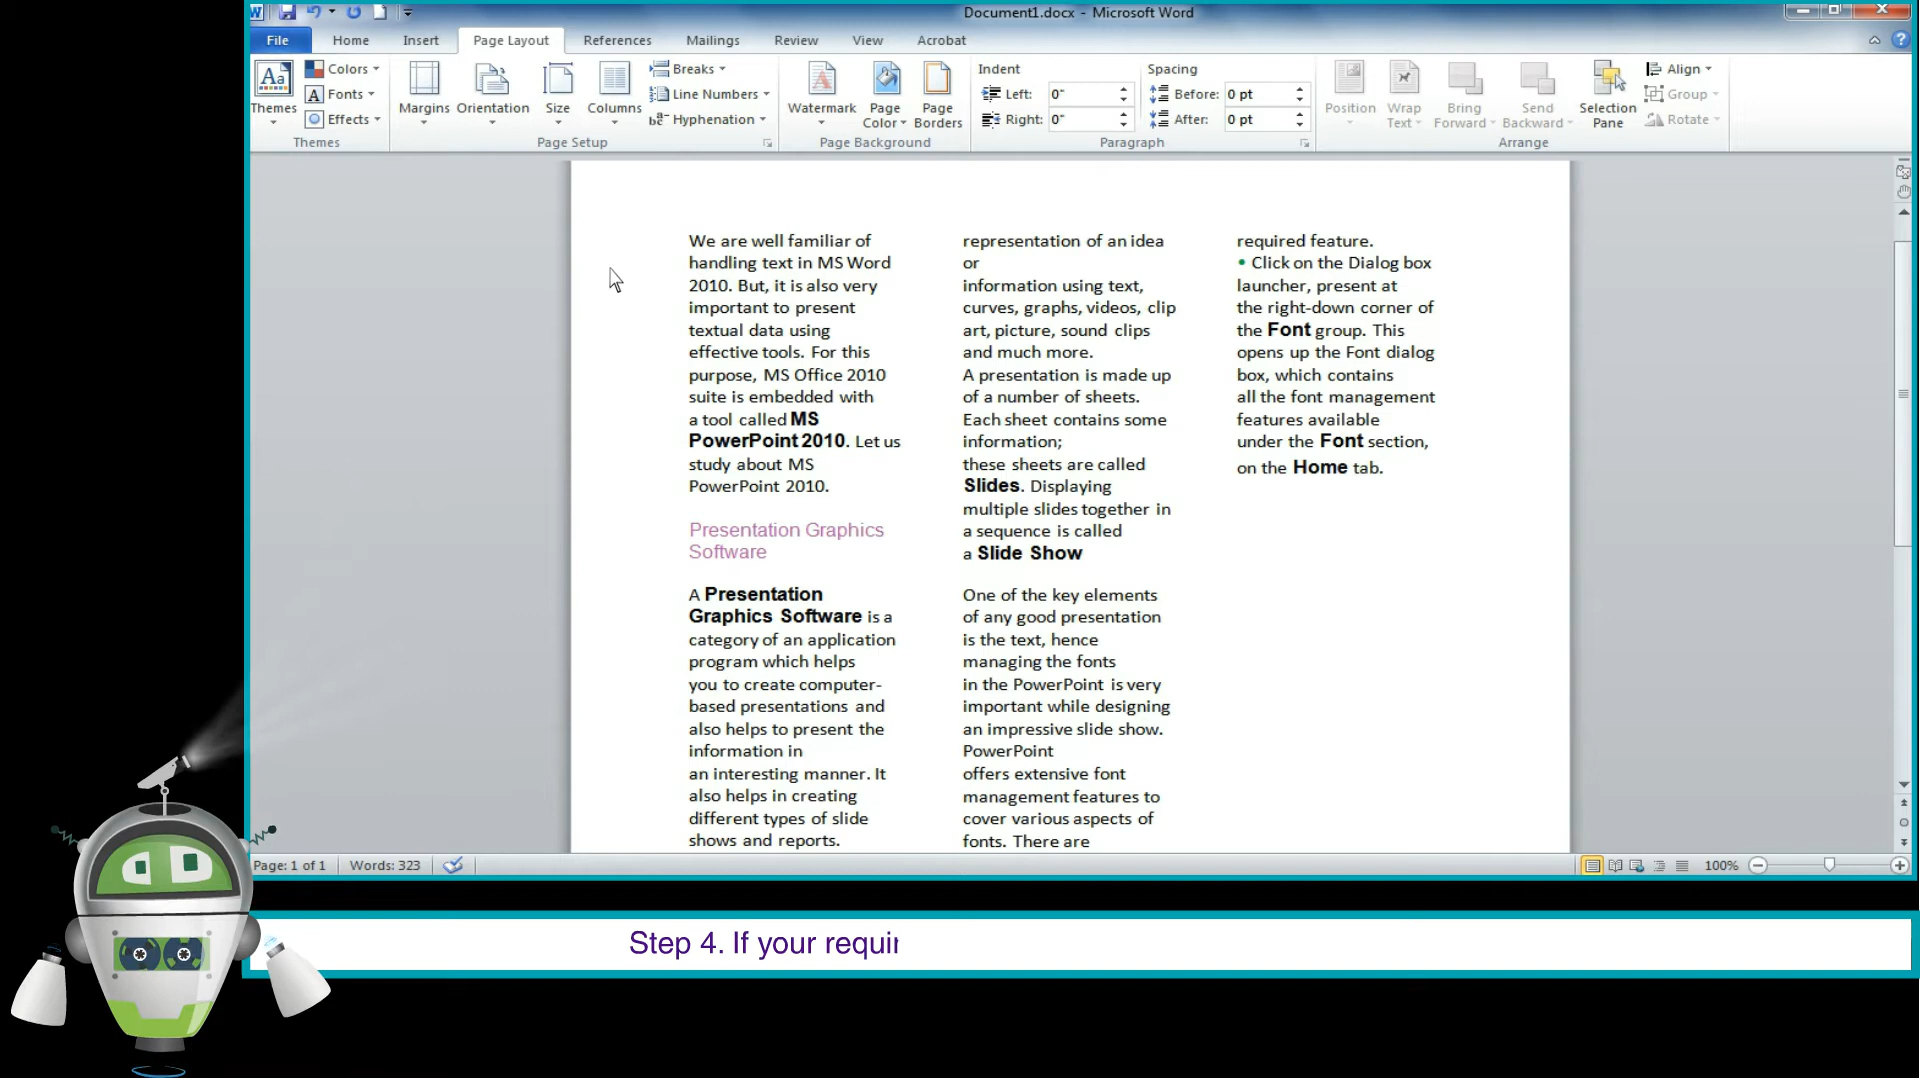 Document1.docx - Microsoft Word
File Home Insert Page Layout References Mailings Review View Acrobat
Aa Themes
Colors
A Fonts
Effects
Themes
Margins Orientation Size Columns
Breaks
Line Numbers
Hyphenation
Page Setup
Watermark Page Color Page Borders
Page Background
Indent
Left: 0"
Right: 0"
Spacing
Before: 0 pt
After: 0 pt
Paragraph
Position Wrap Text Bring Forward Send Backward Selection Pane
Align
Group
Rotate
Arrange
We are well familiar of
handling text in MS Word
2010. But, it is also very
important to present
textual data using
effective tools. For this
purpose, MS Office 2010
suite is embedded with
a tool called MS
PowerPoint 2010. Let us
study about MS
PowerPoint 2010.
Presentation Graphics
Software
A Presentation
Graphics Software is a
category of an application
program which helps
you to create computer-
based presentations and
also helps to present the
information in
an interesting manner. It
also helps in creating
different types of slide
shows and reports.
representation of an idea
or
information using text,
curves, graphs, videos, clip
art, picture, sound clips
and much more.
A presentation is made up
of a number of sheets.
Each sheet contains some
information;
these sheets are called
Slides. Displaying
multiple slides together in
a sequence is called
a Slide Show
One of the key elements
of any good presentation
is the text, hence
managing the fonts
in the PowerPoint is very
important while designing
an impressive slide show.
PowerPoint
offers extensive font
management features to
cover various aspects of
fonts. There are
required feature.
• Click on the Dialog box
launcher, present at
the right-down corner of
the Font group. This
opens up the Font dialog
box, which contains
all the font management
features available
under the Font section,
on the Home tab.
Page: 1 of 1 Words: 323 100%
Step 4. If your requir